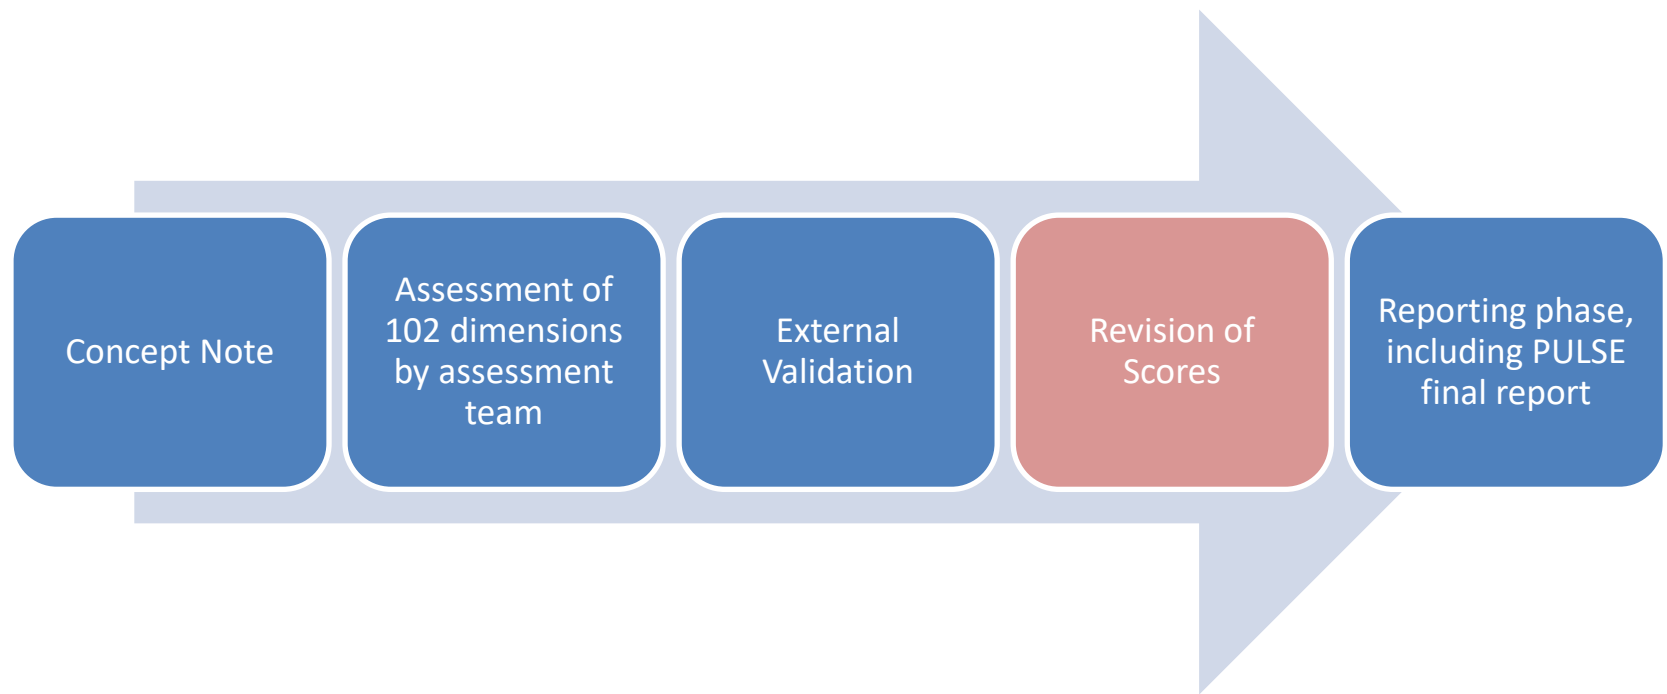 Concept Note
Assessment of
102 dimensions
by assessment
team
External
Validation
Revision of
Scores
Reporting phase,
including PULSE
final report